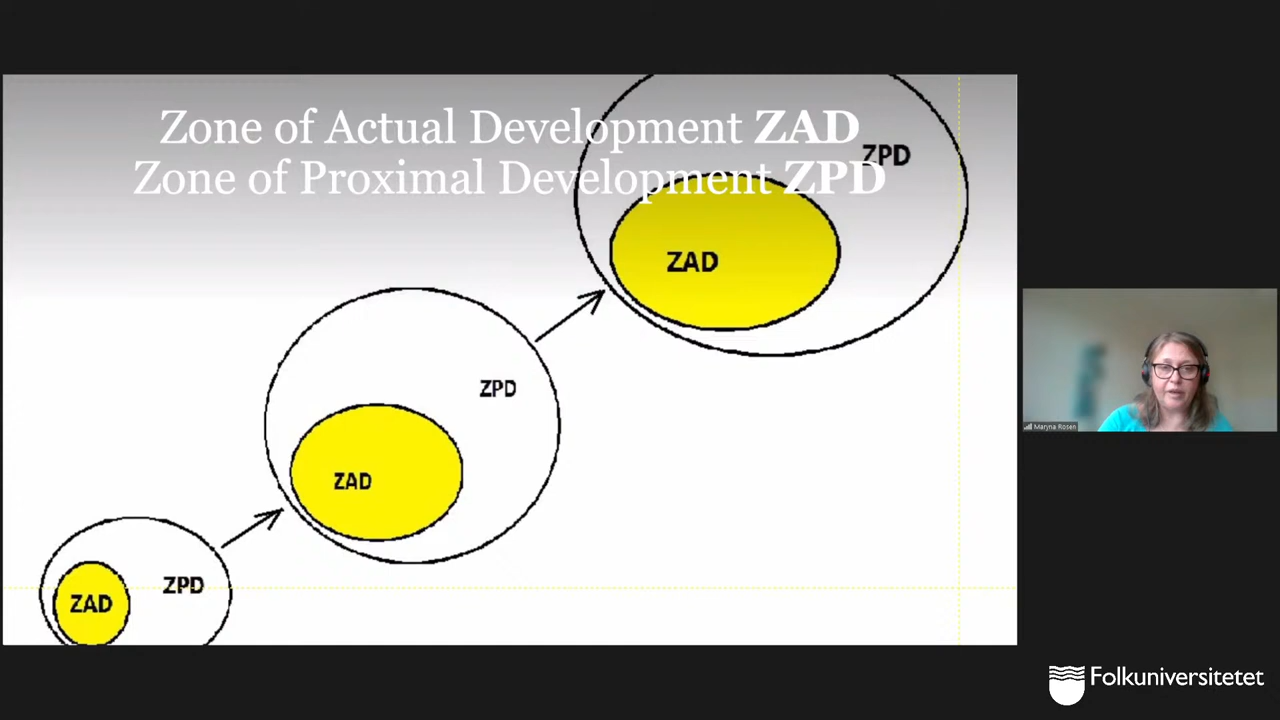 Zone of Actual Development ZAD
Zone of Proximal Development ZPD
ZPD
ZAD
ZPD
ZAD
ZPD
ZAD
Maryna Rosen
Folkuniversitetet